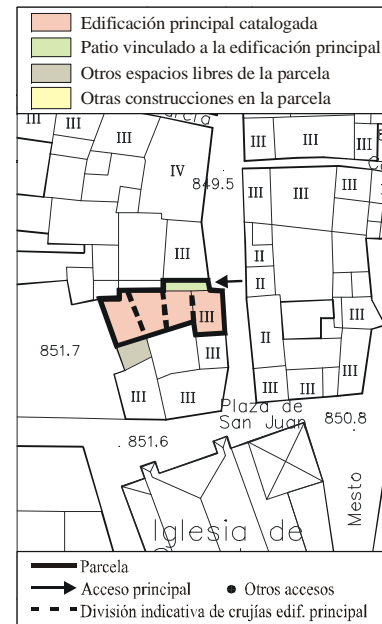 Edificación principal catalogada
Patio vinculado a la edificación principal
Otros espacios libres de la parcela
Otras construcciones en la parcela
III
III
III
III
III
III
IV
849.5
III
III
III
III
III
II
II
III
III
851.7
III
II
III
III
III
III
III
III
Plaza de
San Juan
850.8
851.6
Mesto
Iglesia de
Parcela
Acceso principal
Otros accesos
División indicativa de crujías edif. principal